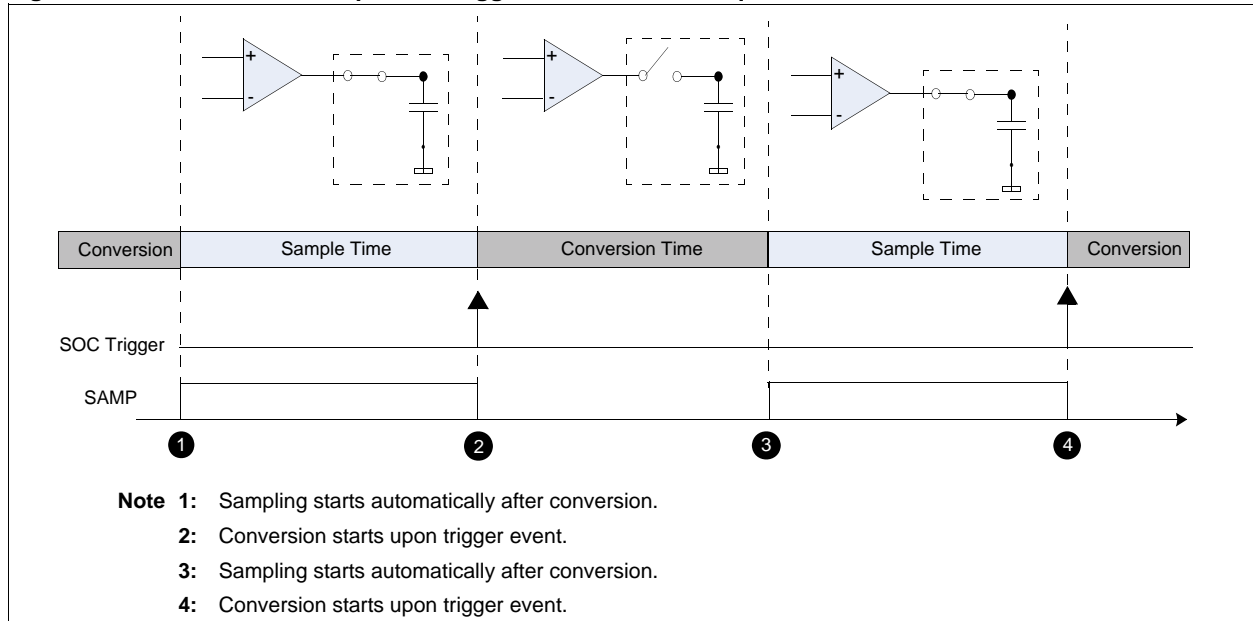 +
-
+
-
+
-
Conversion Sample Time Conversion Time Sample Time Conversion
SOC Trigger
SAMP
1 2 3 4
Note 1: Sampling starts automatically after conversion.
2: Conversion starts upon trigger event.
3: Sampling starts automatically after conversion.
4: Conversion starts upon trigger event.